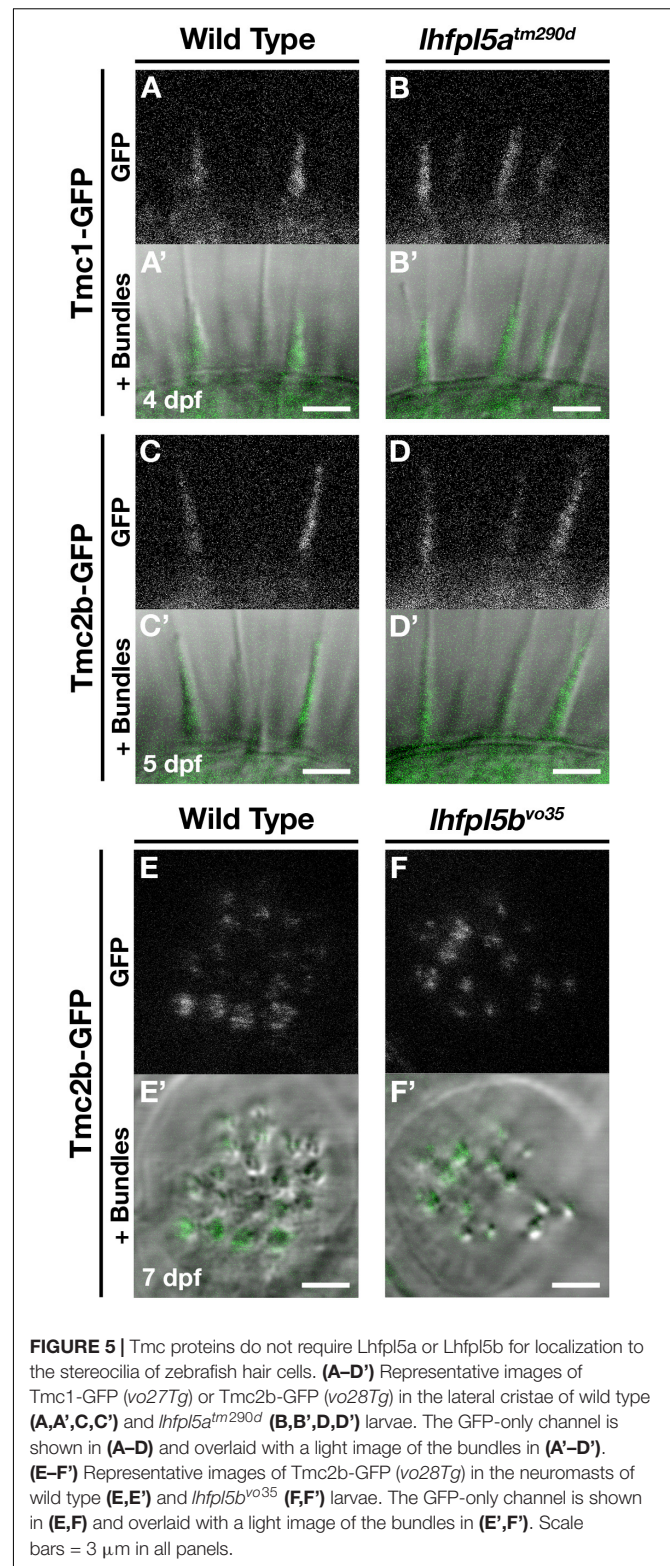 Wild Type
lhfpl5a^tm290d
A
B
GFP
Tmc1-GFP
A'
B'
+ Bundles
4 dpf
C
D
GFP
Tmc2b-GFP
C'
D'
+ Bundles
5 dpf
Wild Type
lhfpl5b^vo35
E
F
GFP
Tmc2b-GFP
E'
F'
+ Bundles
7 dpf
FIGURE 5 | Tmc proteins do not require Lhfpl5a or Lhfpl5b for localization to
the stereocilia of zebrafish hair cells. (A–D') Representative images of
Tmc1-GFP (vo27Tg) or Tmc2b-GFP (vo28Tg) in the lateral cristae of wild type
(A,A',C,C') and lhfpl5a^tm290d (B,B',D,D') larvae. The GFP-only channel is
shown in (A–D) and overlaid with a light image of the bundles in (A'–D').
(E–F') Representative images of Tmc2b-GFP (vo28Tg) in the neuromasts of
wild type (E,E') and lhfpl5b^vo35 (F,F') larvae. The GFP-only channel is shown
in (E,F) and overlaid with a light image of the bundles in (E',F'). Scale
bars = 3 μm in all panels.